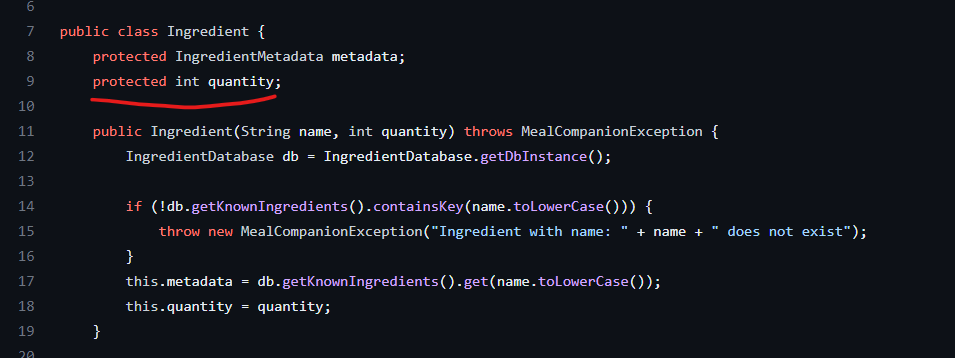 6
7 public class Ingredient {
8 protected IngredientMetadata metadata;
9 protected int quantity;
10
11 public Ingredient(String name, int quantity) throws MealCompanionException {
12 IngredientDatabase db = IngredientDatabase.getDbInstance();
13
14 if (!db.getKnownIngredients().containsKey(name.toLowerCase())) {
15 throw new MealCompanionException("Ingredient with name: " + name + " does not exist");
16 }
17 this.metadata = db.getKnownIngredients().get(name.toLowerCase());
18 this.quantity = quantity;
19 }
20